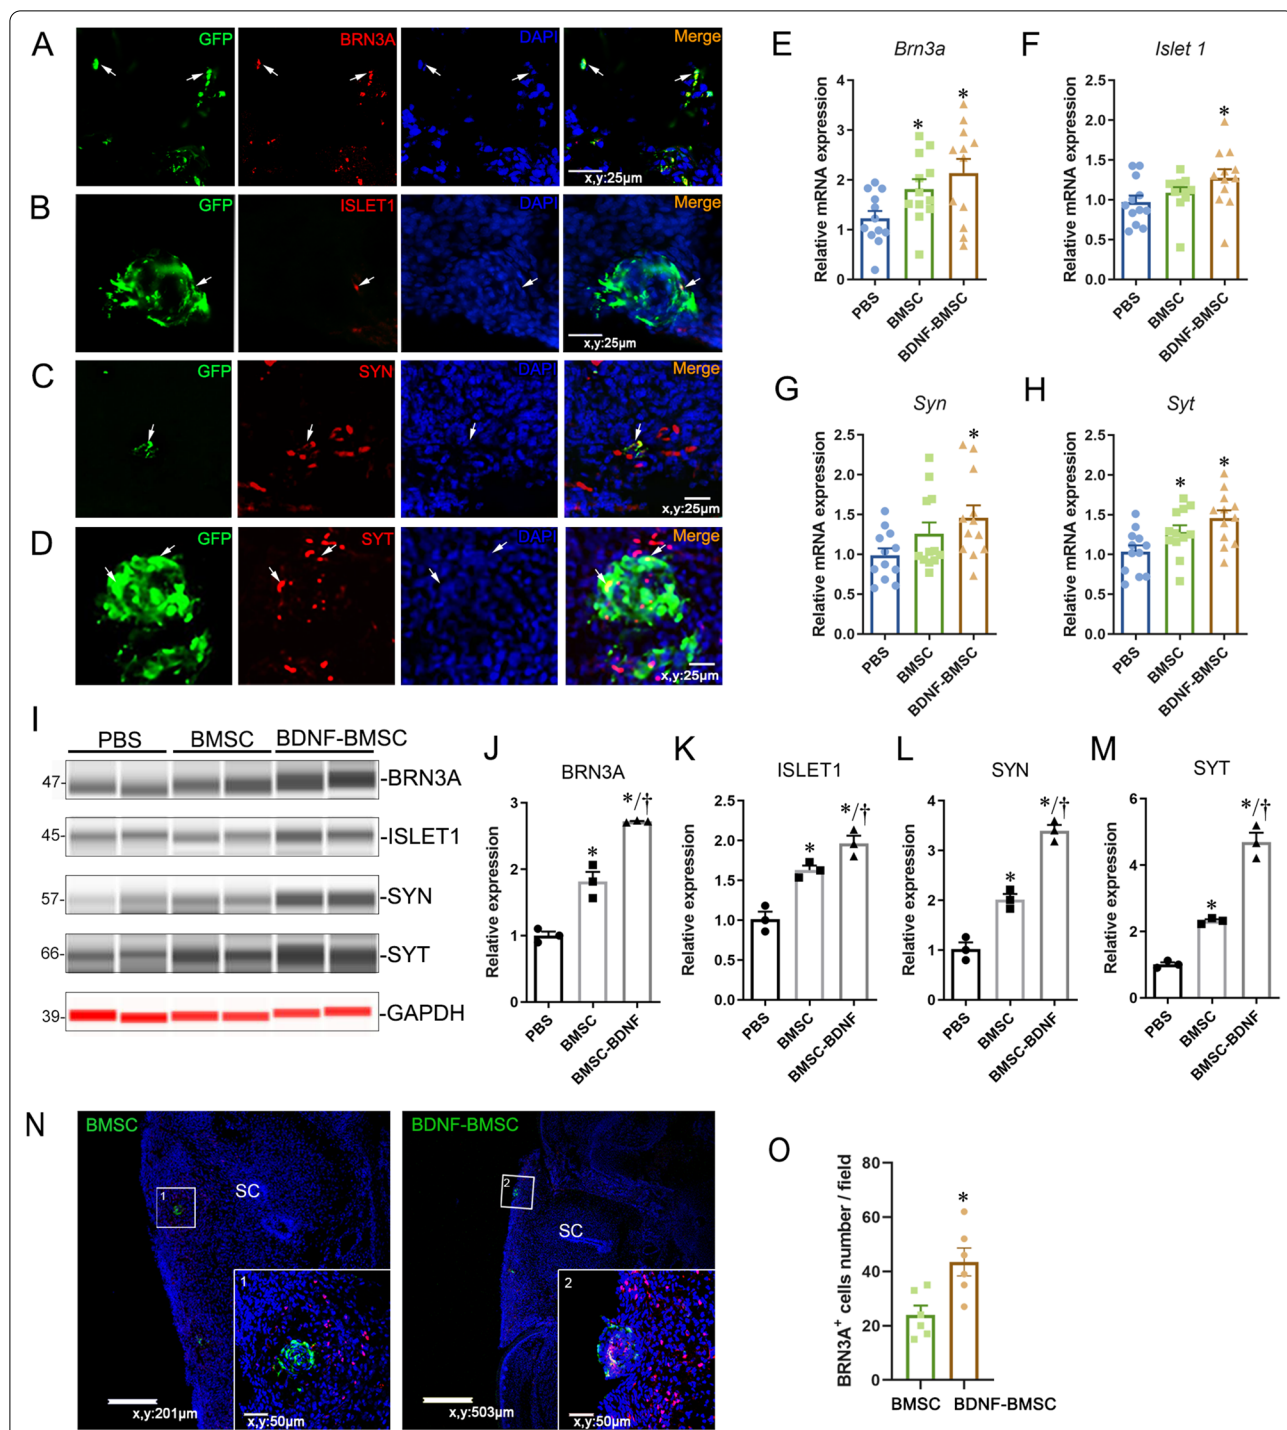 A
GFP
BRN3A
DAPI
Merge
x,y:25µm
B
GFP
ISLET1
DAPI
Merge
x,y:25µm
C
GFP
SYN
DAPI
Merge
x,y:25µm
D
GFP
SYT
DAPI
Merge
x,y:25µm
E
Brn3a
Relative mRNA expression
4
3
2
1
0
*
*
PBS
BMSC
BDNF-BMSC
F
Islet 1
Relative mRNA expression
2.5
2.0
1.5
1.0
0.5
0.0
*
PBS
BMSC
BDNF-BMSC
G
Syn
Relative mRNA expression
2.5
2.0
1.5
1.0
0.5
0.0
*
PBS
BMSC
BDNF-BMSC
H
Syt
Relative mRNA expression
2.5
2.0
1.5
1.0
0.5
0.0
*
*
PBS
BMSC
BDNF-BMSC
I
PBS
BMSC
BDNF-BMSC
47-
-BRN3A
45-
-ISLET1
57-
-SYN
66-
-SYT
39-
-GAPDH
J
BRN3A
Relative expression
3
2
1
0
*
*/†
PBS
BMSC
BMSC-BDNF
K
ISLET1
Relative expression
2.5
2.0
1.5
1.0
0.5
0.0
*
*/†
PBS
BMSC
BMSC-BDNF
L
SYN
Relative expression
4
3
2
1
0
*
*/†
PBS
BMSC
BMSC-BDNF
M
SYT
Relative expression
6
4
2
0
*
*/†
PBS
BMSC
BMSC-BDNF
N
BMSC
1
SC
1
x,y:201µm
x,y:50µm
BDNF-BMSC
2
SC
2
x,y:503µm
x,y:50µm
O
BRN3A+ cells number / field
80
60
40
20
0
*
BMSC
BDNF-BMSC